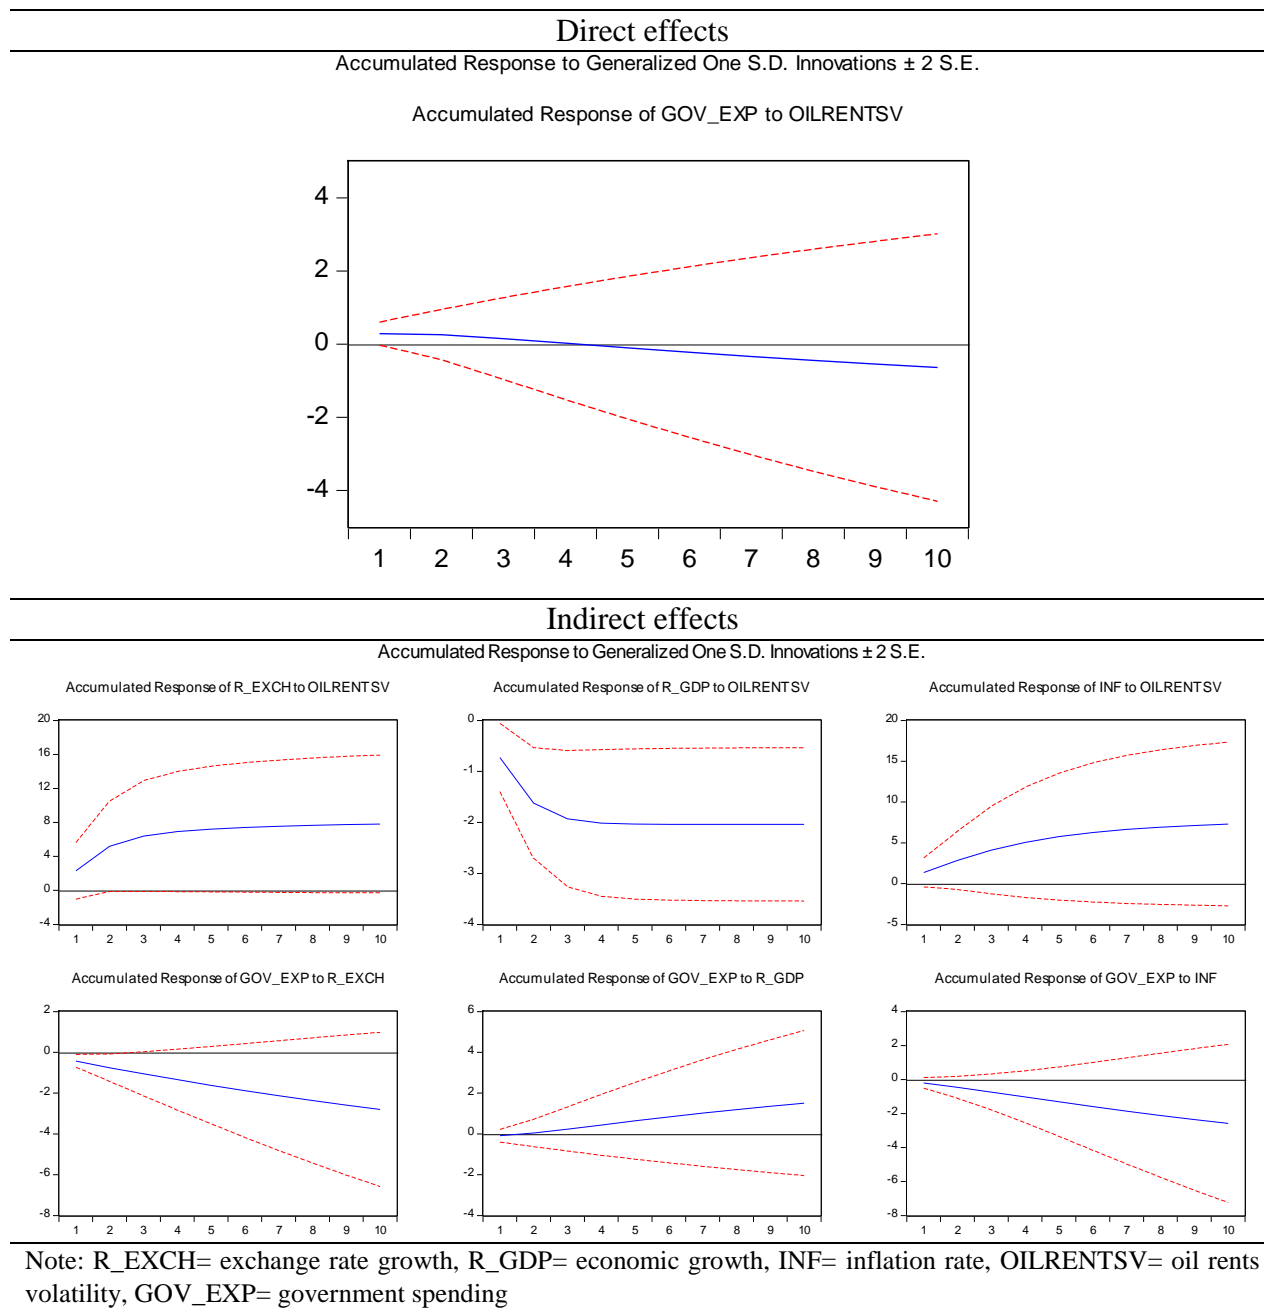 Direct effects
Accumulated Response to Generalized One S.D. Innovations ± 2 S.E.
Accumulated Response of GOV_EXP to OILRENTSV
4
2
0
-2
-4
1 2 3 4 5 6 7 8 9 10
Indirect effects
Accumulated Response to Generalized One S.D. Innovations ± 2 S.E.
Accumulated Response of R_EXCH to OILRENTSV
20
16
12
8
4
0
-4
1 2 3 4 5 6 7 8 9 10
Accumulated Response of R_GDP to OILRENTSV
0
-1
-2
-3
-4
1 2 3 4 5 6 7 8 9 10
Accumulated Response of INF to OILRENTSV
20
15
10
5
0
-5
1 2 3 4 5 6 7 8 9 10
Accumulated Response of GOV_EXP to R_EXCH
2
0
-2
-4
-6
-8
1 2 3 4 5 6 7 8 9 10
Accumulated Response of GOV_EXP to R_GDP
6
4
2
0
-2
-4
1 2 3 4 5 6 7 8 9 10
Accumulated Response of GOV_EXP to INF
4
2
0
-2
-4
-6
-8
1 2 3 4 5 6 7 8 9 10
Note: R_EXCH= exchange rate growth, R_GDP= economic growth, INF= inflation rate, OILRENTSV= oil rents
volatility, GOV_EXP= government spending